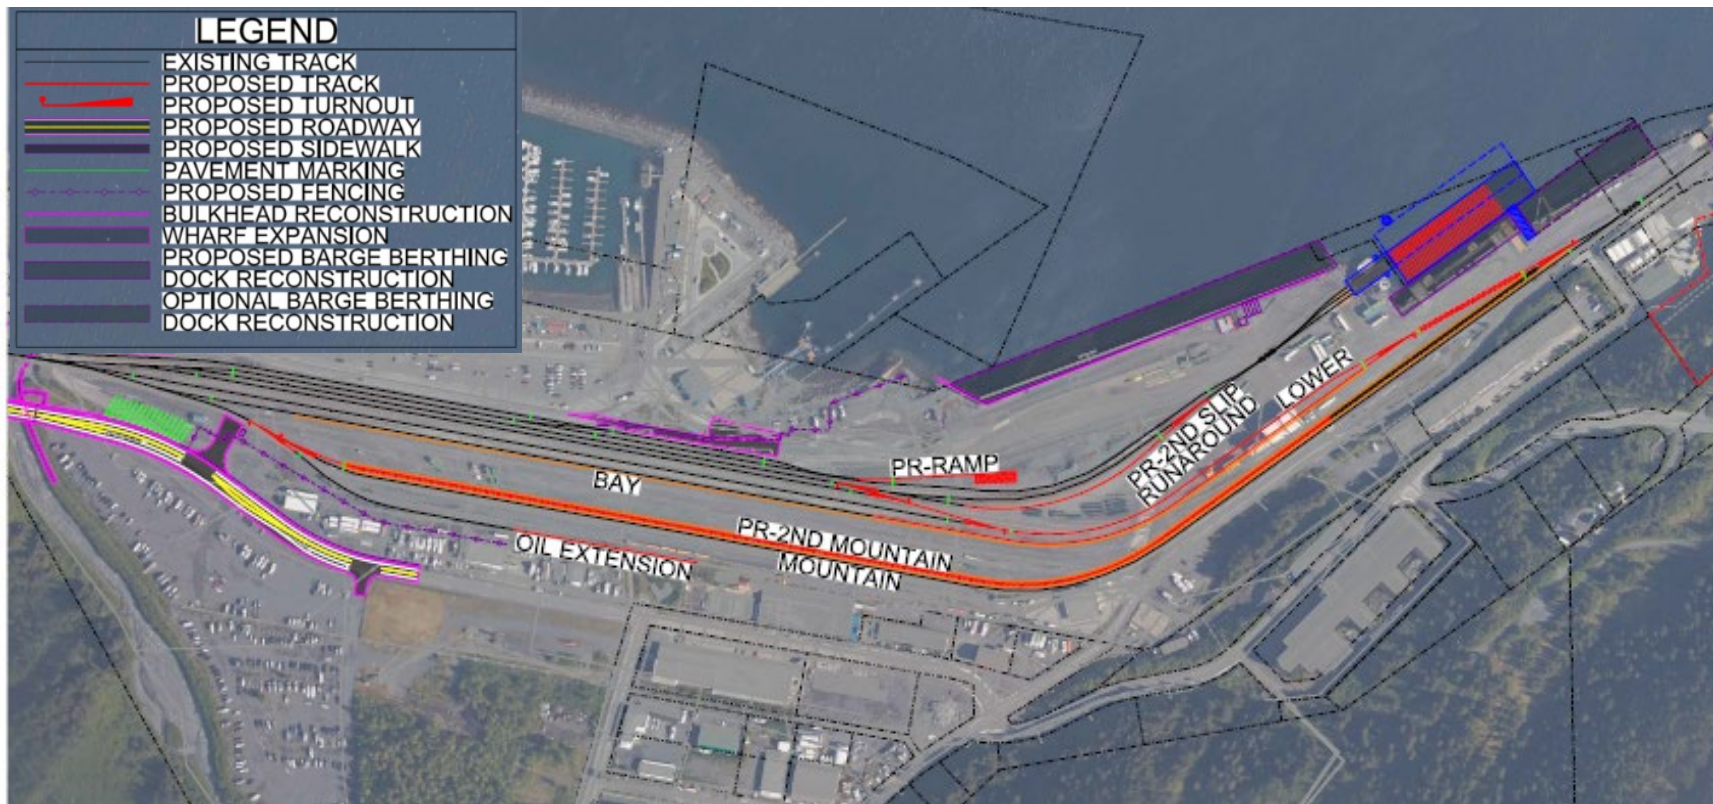 LEGEND
EXISTING TRACK
PROPOSED TRACK
PROPOSED TURNOUT
PROPOSED ROADWAY
PROPOSED SIDEWALK
PAVEMENT MARKING
PROPOSED FENCING
BULKHEAD RECONSTRUCTION
WHARF EXPANSION
PROPOSED BARGE BERTHING
DOCK RECONSTRUCTION
OPTIONAL BARGE BERTHING
DOCK RECONSTRUCTION
PR-2ND SLIP
RUNAROUND
LOWER
PR-RAMP
BAY
PR-2ND MOUNTAIN
MOUNTAIN
OIL EXTENSION